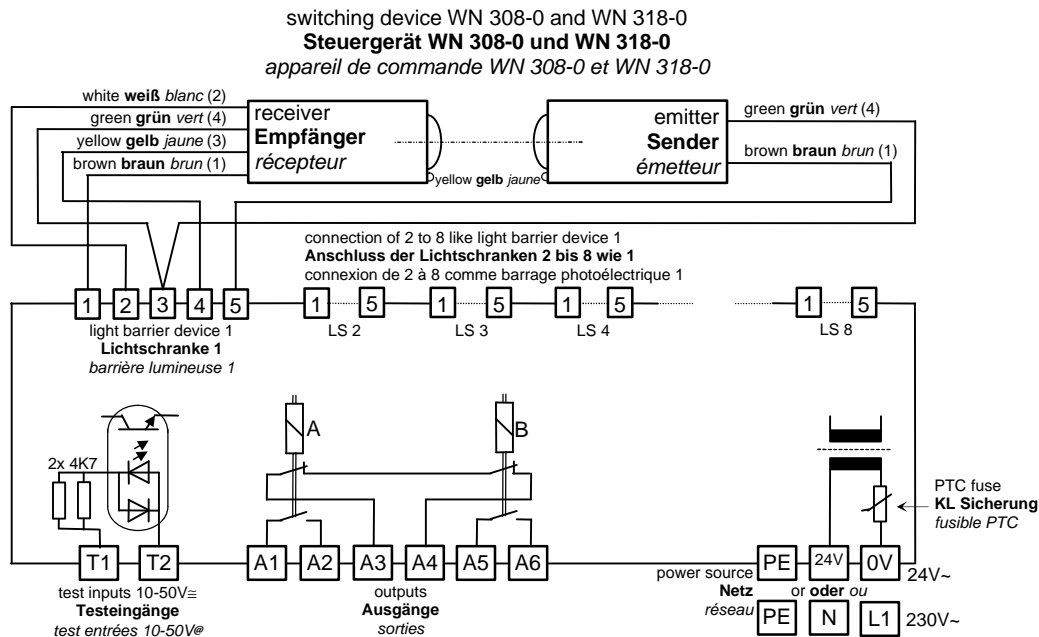 switching device WN 308-0 and WN 318-0
Steuergerät WN 308-0 und WN 318-0
appareil de commande WN 308-0 et WN 318-0
white weiß blanc (2)
green grün vert (4)
yellow gelb jaune (3)
brown braun brun (1)
receiver
Empfänger
récepteur
yellow gelb jaune
emitter
Sender
émetteur
green grün vert (4)
brown braun brun (1)
connection of 2 to 8 like light barrier device 1
Anschluss der Lichtschranken 2 bis 8 wie 1
connexion de 2 à 8 comme barrage photoélectrique 1
1 2 3 4 5 1 5 1 5 1 5 1 5
light barrier device 1
Lichtschranke 1
barrière lumineuse 1
LS 2 LS 3 LS 4 LS 8
A B
2x 4K7
PTC fuse
KL Sicherung
fusible PTC
T1 T2 A1 A2 A3 A4 A5 A6 PE 24V 0V 24V~
test inputs 10-50V≅
Testeingänge
test entrées 10-50V@
outputs
Ausgänge
sorties
power source
Netz
réseau
or oder ou
PE N L1 230V~